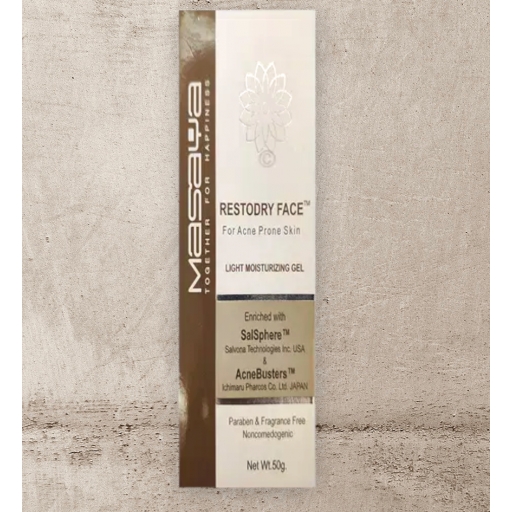 Masawa
TOGETHER FOR HAPPINESS
©
RESTODRY FACE™
For Acne Prone Skin
LIGHT MOISTURIZING GEL
Enriched with
SalSphere™
Salvona Technologies Inc. USA
&
AcneBusters™
Ichimaru Pharcos Co. Ltd. JAPAN
Paraben & Fragrance Free
Noncomedogenic
Net Wt.50g.